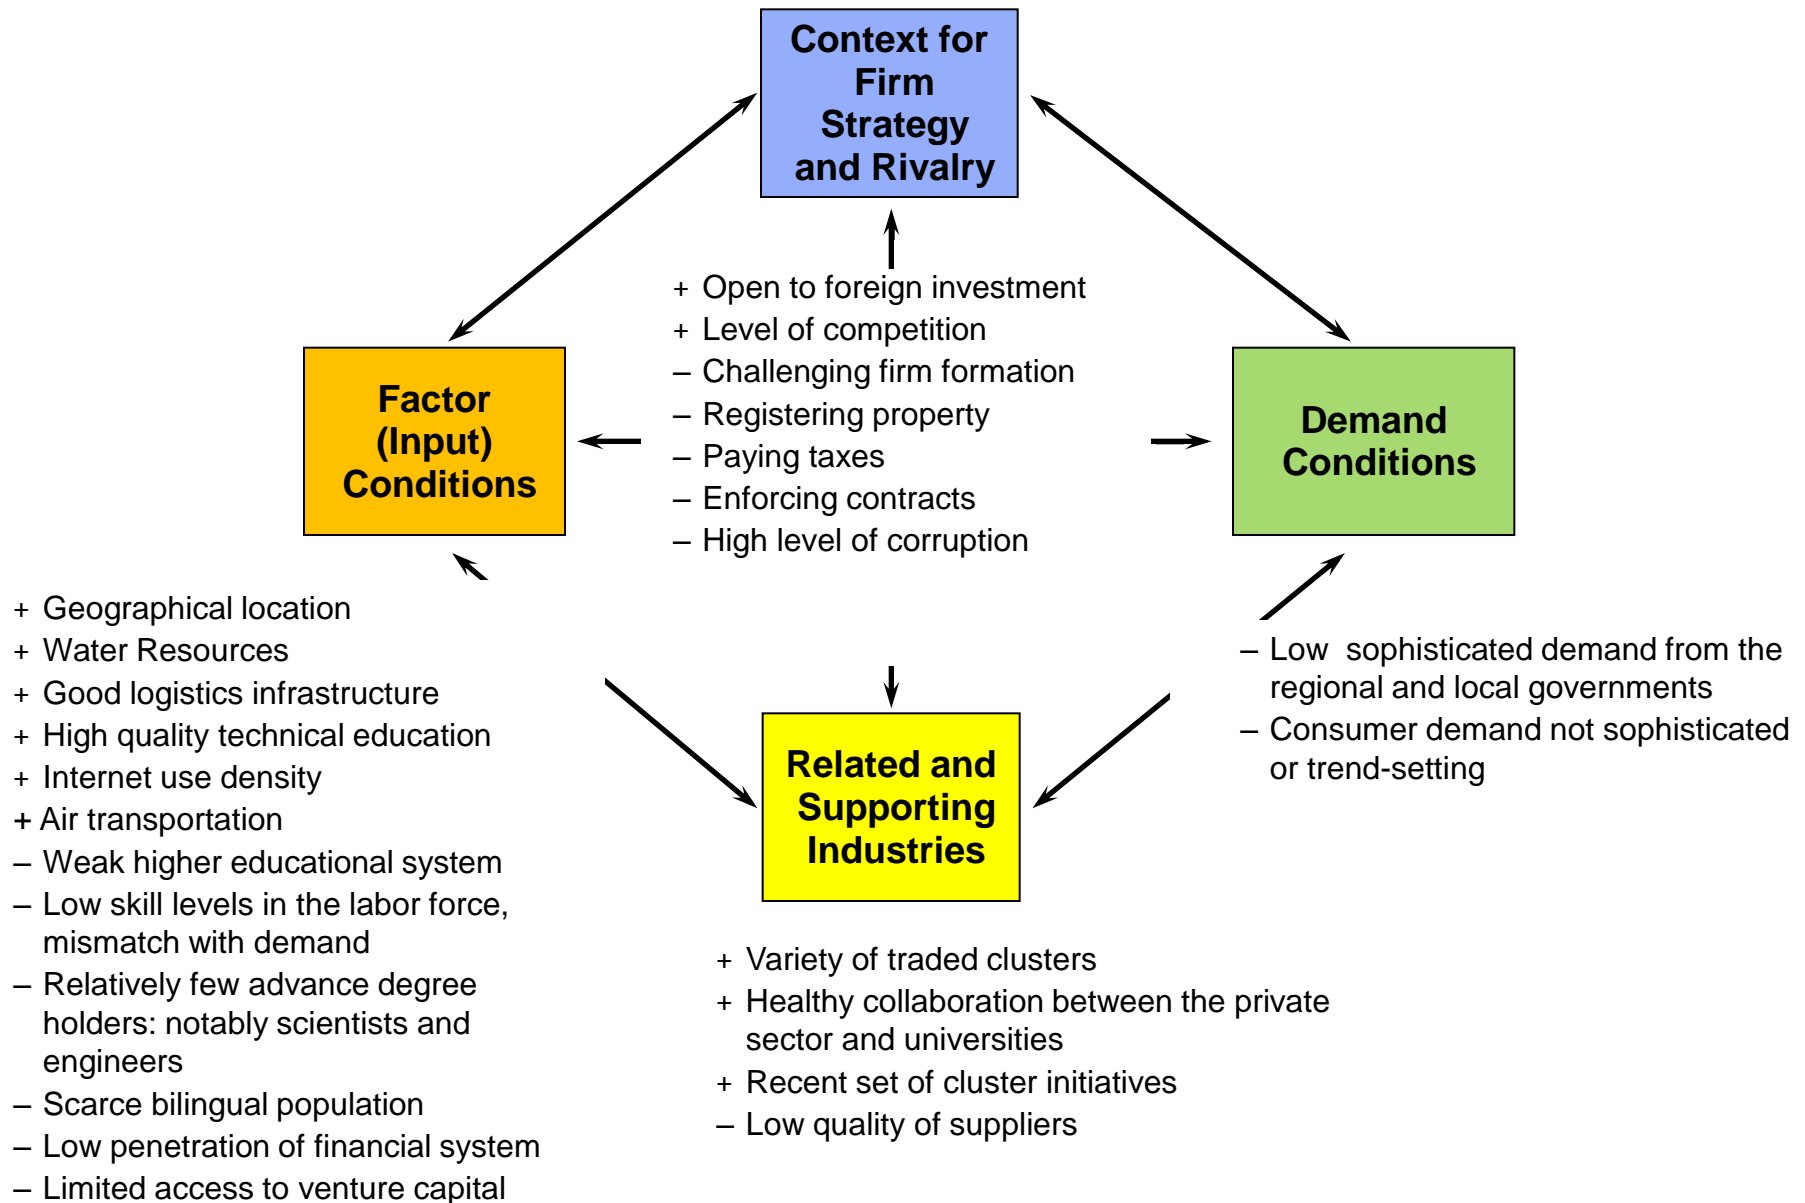 Context for
Firm
Strategy
and Rivalry
+ Open to foreign investment
+ Level of competition
– Challenging firm formation
– Registering property
– Paying taxes
– Enforcing contracts
– High level of corruption
Factor
(Input)
Conditions
Demand
Conditions
+ Geographical location
+ Water Resources
+ Good logistics infrastructure
+ High quality technical education
+ Internet use density
+ Air transportation
– Weak higher educational system
– Low skill levels in the labor force,
mismatch with demand
– Relatively few advance degree
holders: notably scientists and
engineers
– Scarce bilingual population
– Low penetration of financial system
– Limited access to venture capital
– Low  sophisticated demand from the
regional and local governments
– Consumer demand not sophisticated
or trend-setting
Related and
Supporting
Industries
+ Variety of traded clusters
+ Healthy collaboration between the private
sector and universities
+ Recent set of cluster initiatives
– Low quality of suppliers